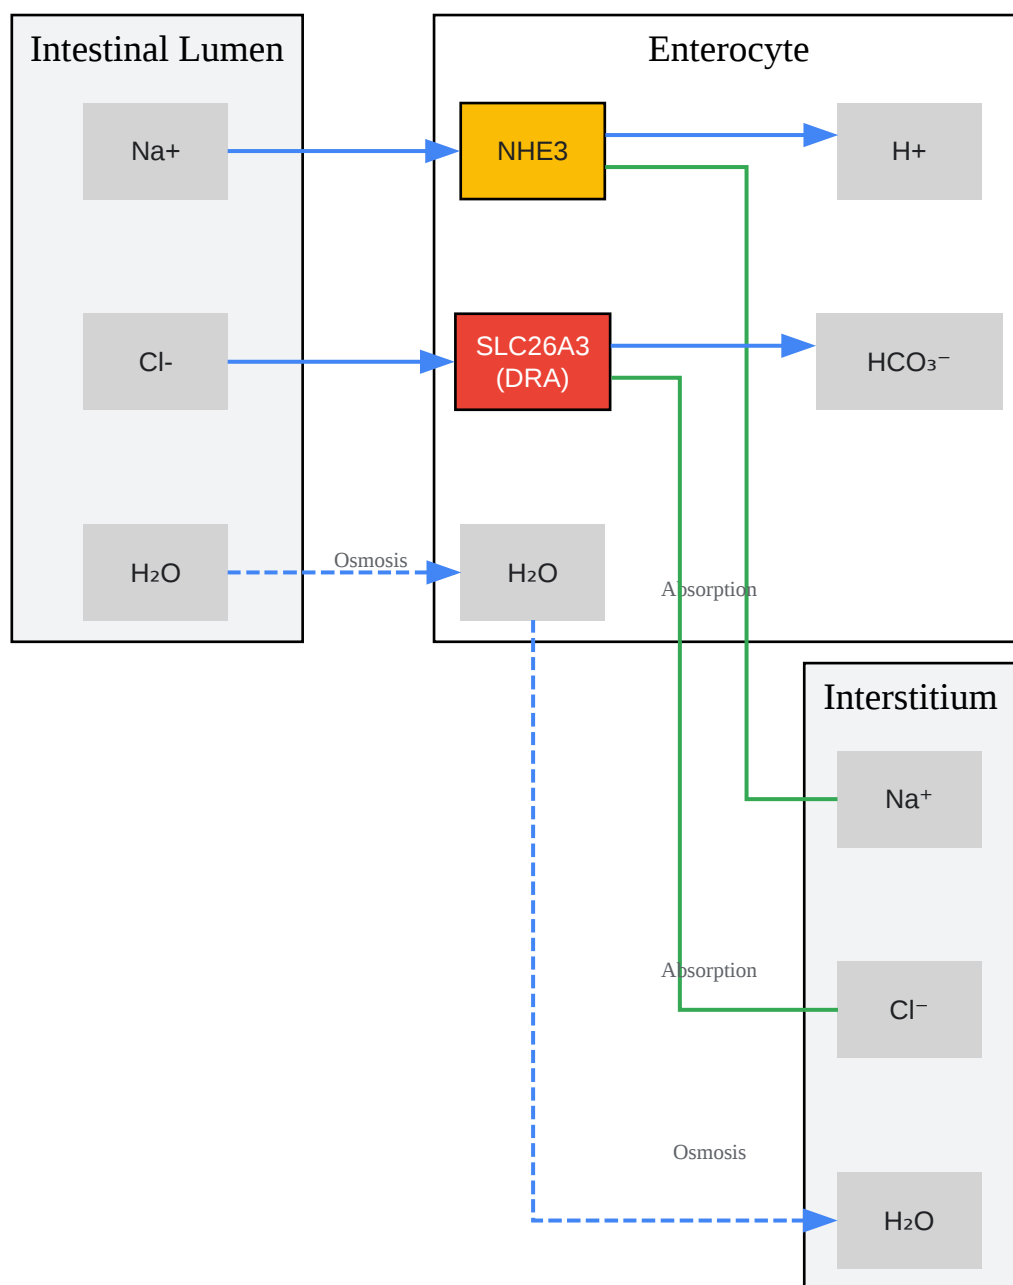 Intestinal Lumen
Enterocyte
Na+
NHE3
H+
Cl-
SLC26A3
(DRA)
HCO₃⁻
H₂O
Osmosis
H₂O
Absorption
Interstitium
Na⁺
Absorption
Cl⁻
Osmosis
H₂O